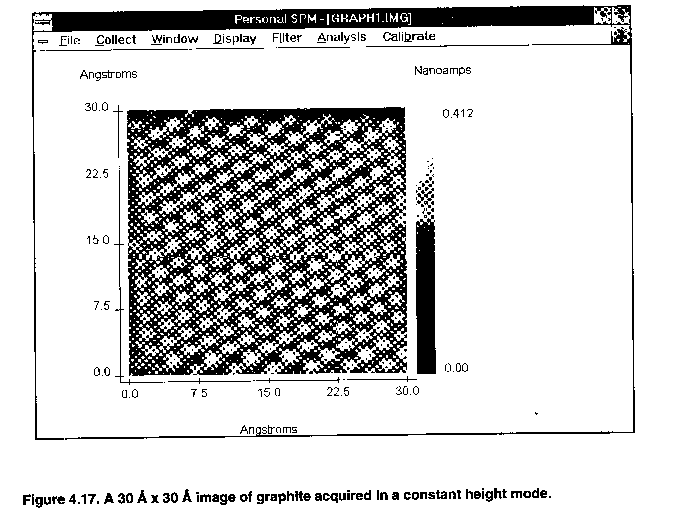 Personal SPM - [GRAPH1.IMG]
File Collect Window Display Filter Analysis Calibrate
Angstroms
Nanoamps
30.0
0.412
22.5
15 0
7.5
0.0
0.00
0.0 7 5 15 0 22.5 30.0
Angstroms
Figure 4.17. A 30 Å x 30 Å image of graphite acquired in a constant height mode.